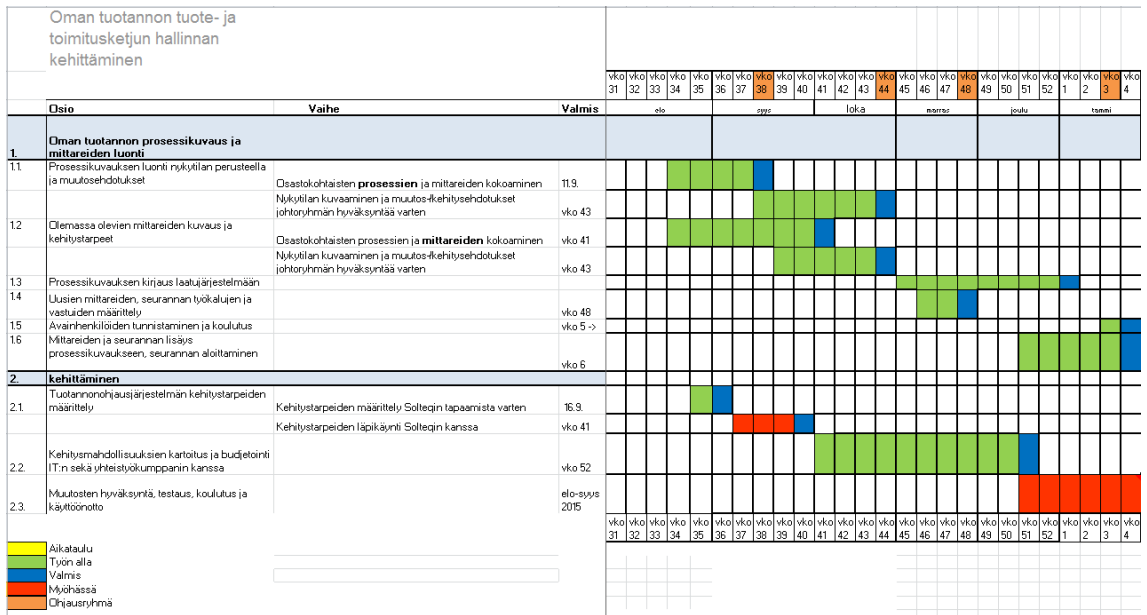 Oman tuotannon tuote- ja
toimitusketjun hallinnan
kehittäminen
vko vko vko vko vko vko vko vko vko vko vko vko vko vko vko vko vko vko vko vko vko vko vko vko vko vko
31 32 33 34 35 36 37 38 39 40 41 42 43 44 45 46 47 48 49 50 51 52 1 2 3 4
Osio Vaihe Valmis elo syys loka marras joulu tammi
Oman tuotannon prosessikuvaus ja
1. mittareiden luonti
1.1. Prosessikuvauksen luonti nykytilan perusteella
ja muutosehdotukset Osastokohtaisten prosessien ja mittareiden kokoaminen 11.9.
Nykytilan kuvaaminen ja muutos-/kehitysehdotukset
johtoryhmän hyväksyntää varten vko 43
1.2 Olemassa olevien mittareiden kuvaus ja
kehitystarpeet Osastokohtaisten prosessien ja mittareiden kokoaminen vko 41
Nykytilan kuvaaminen ja muutos-/kehitysehdotukset
johtoryhmän hyväksyntää varten vko 43
1.3 Prosessikuvauksen kirjaus laatujärjestelmään
1.4 Uusien mittareiden, seurannan työkalujen ja
vastuiden määrittely vko 48
1.5 Avainhenkilöiden tunnistaminen ja koulutus vko 5 ->
1.6 Mittareiden ja seurannan lisäys
prosessikuvaukseen, seurannan aloittaminen vko 6
2. kehittäminen
Tuotannonohjausjärjestelmän kehitystarpeiden
2.1. määrittely Kehitystarpeiden määrittely Solteqin tapaamista varten 16.9.
Kehitystarpeiden läpikäynti Solteqin kanssa vko 41
Kehitysmahdollisuuksien kartoitus ja budjetointi
2.2. IT:n sekä yhteistyökumppanin kanssa vko 52
Muutosten hyväksyntä, testaus, koulutus ja elo-syys
2.3. käyttöönotto 2015
vko vko vko vko vko vko vko vko vko vko vko vko vko vko vko vko vko vko vko vko vko vko vko vko vko vko
31 32 33 34 35 36 37 38 39 40 41 42 43 44 45 46 47 48 49 50 51 52 1 2 3 4
Aikataulu
Työn alla
Valmis
Myöhässä
Ohjausryhmä